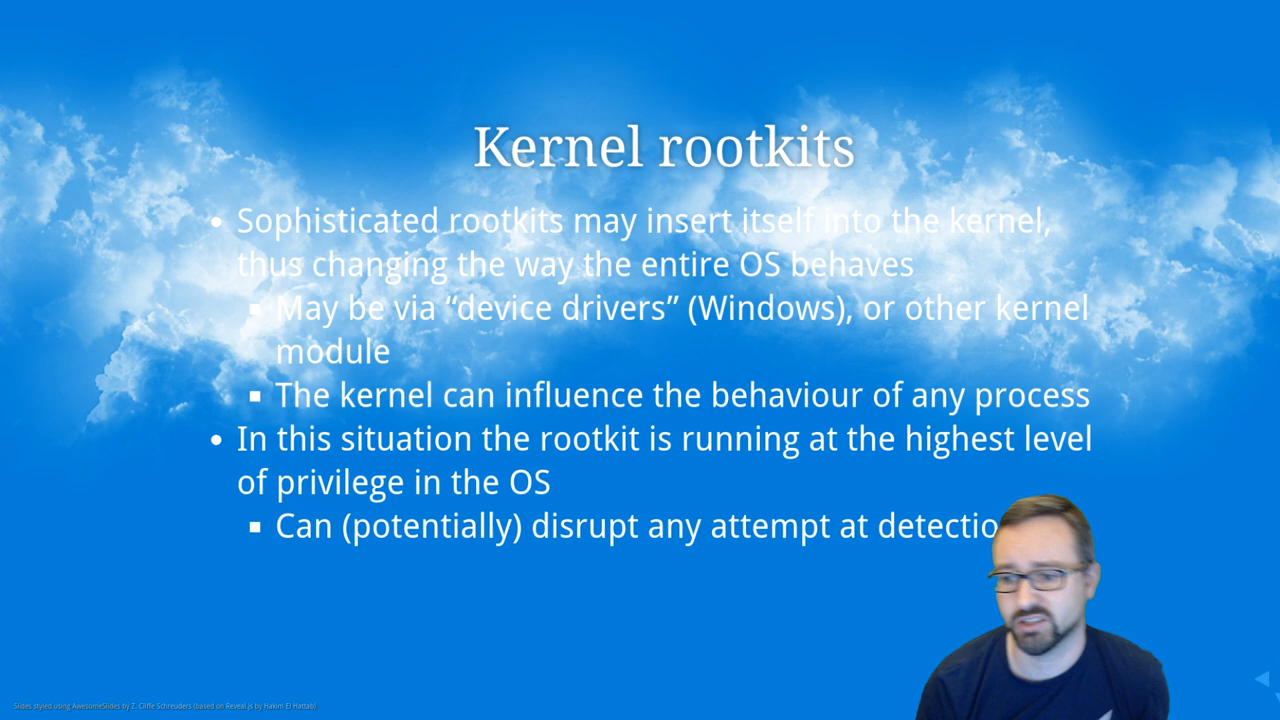 Kernel rootkits
• Sophisticated rootkits may insert itself into the kernel,
thus changing the way the entire OS behaves
▪ May be via “device drivers” (Windows), or other kernel
module
▪ The kernel can influence the behaviour of any process
• In this situation the rootkit is running at the highest level
of privilege in the OS
▪ Can (potentially) disrupt any attempt at detectio
Slides styled using AwesomeSlides by Z. Cliffe Schreuders (based on Reveal.js by Hakim El Hattab)